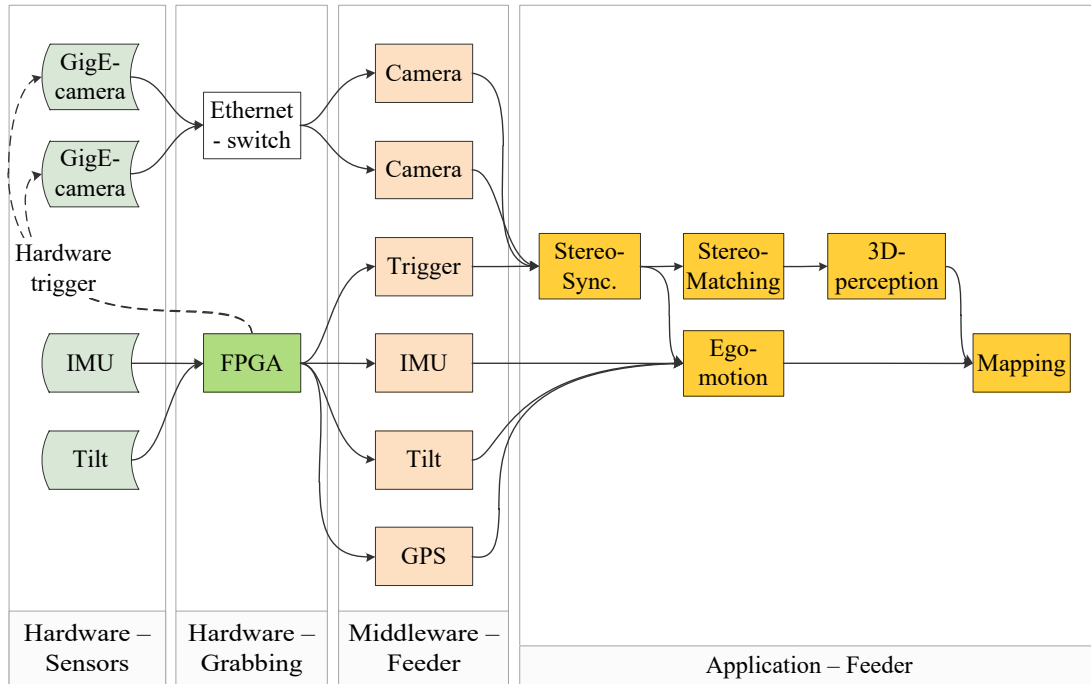 GigE-
camera
GigE-
camera
Hardware
trigger
IMU
Tilt
Hardware –
Sensors
Ethernet
- switch
FPGA
Hardware –
Grabbing
Camera
Camera
Trigger
IMU
Tilt
GPS
Middleware –
Feeder
Stereo-
Sync.
Stereo-
Matching
3D-
perception
Ego-
motion
Mapping
Application – Feeder